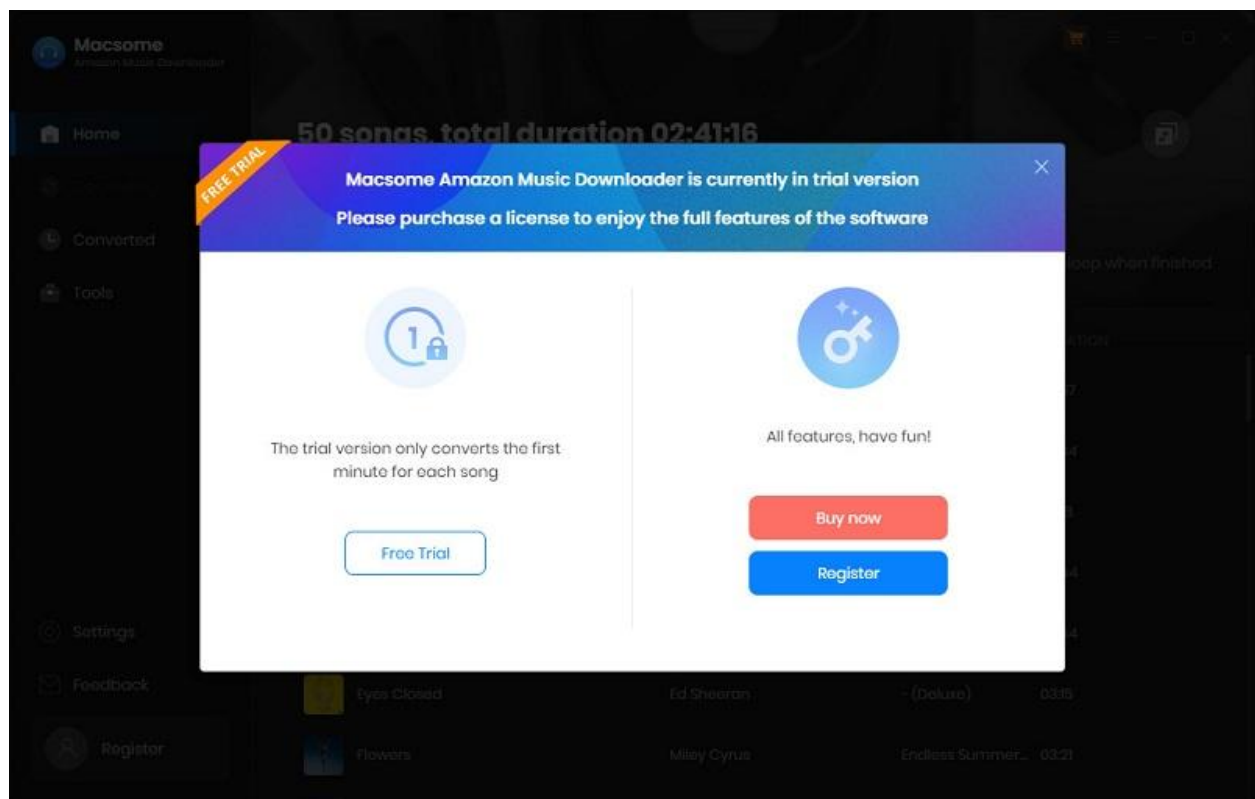 Macsome
Amazon Music Downloader
Home
50 songs, total duration 02:41:16
FREE TRIAL
Macsome Amazon Music Downloader is currently in trial version
Please purchase a license to enjoy the full features of the software
Converted
Tools
when finished
1
The trial version only converts the first
minute for each song
Free Trial
All features, have fun!
Buy now
Register
Settings
Feedback
Register
Eyes Closed Ed Sheeran - (Deluxe) 03:15
Flowers Miley Cyrus Endless Summer... 03:21